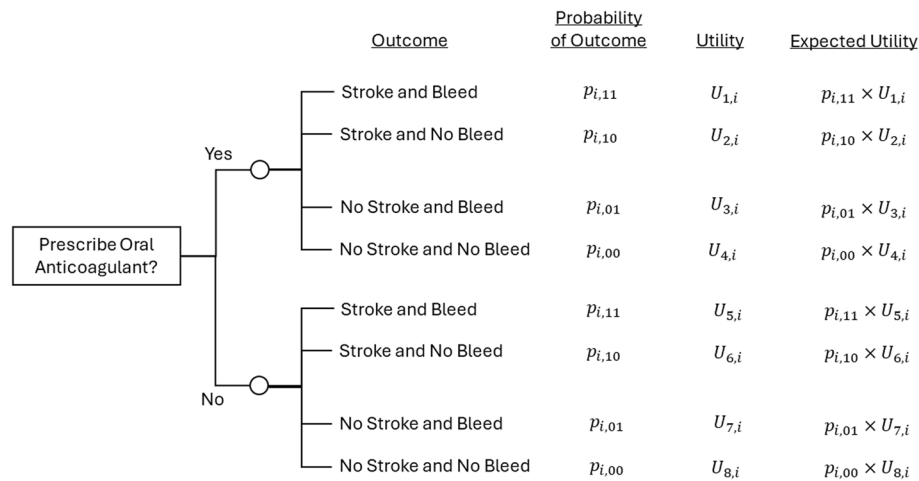 Outcome Probability of Outcome Utility Expected Utility
Stroke and Bleed p_{i,11} U_{1,i} p_{i,11} × U_{1,i}
Stroke and No Bleed p_{i,10} U_{2,i} p_{i,10} × U_{2,i}
Yes
No Stroke and Bleed p_{i,01} U_{3,i} p_{i,01} × U_{3,i}
No Stroke and No Bleed p_{i,00} U_{4,i} p_{i,00} × U_{4,i}
Prescribe Oral
Anticoagulant?
Stroke and Bleed p_{i,11} U_{5,i} p_{i,11} × U_{5,i}
Stroke and No Bleed p_{i,10} U_{6,i} p_{i,10} × U_{6,i}
No
No Stroke and Bleed p_{i,01} U_{7,i} p_{i,01} × U_{7,i}
No Stroke and No Bleed p_{i,00} U_{8,i} p_{i,00} × U_{8,i}